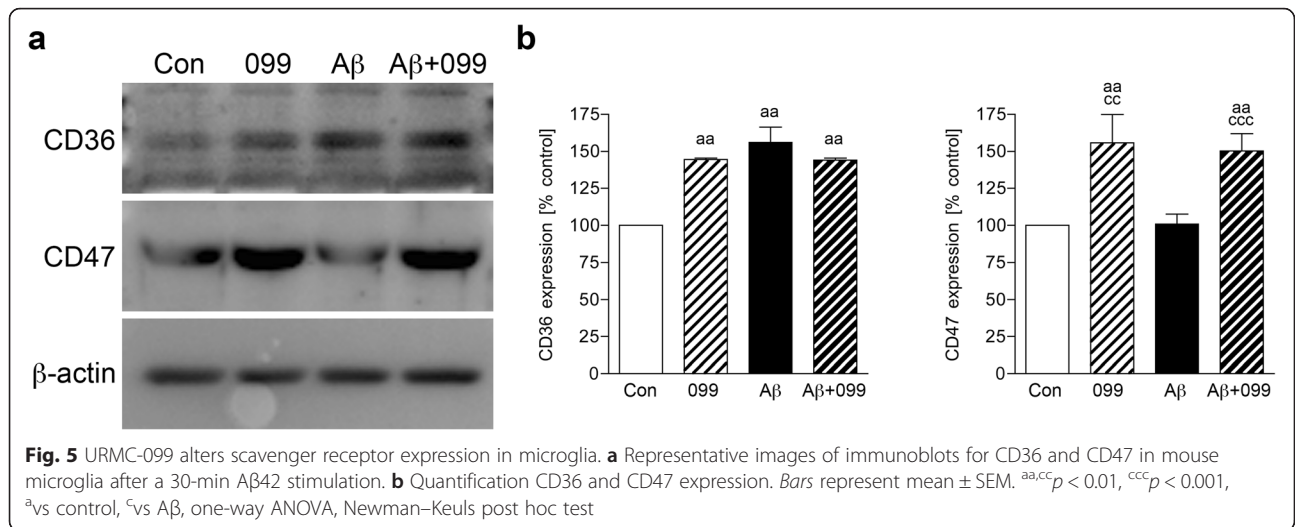 a
Con 099 Aβ Aβ+099
CD36
CD47
β-actin
b
CD36 expression [% control]
175
150
125
100
75
50
25
0
aa
aa
aa
Con 099 Aβ Aβ+099
CD47 expression [% control]
175
150
125
100
75
50
25
0
aa
cc
aa
ccc
Con 099 Aβ Aβ+099
Fig. 5 URMC-099 alters scavenger receptor expression in microglia. a Representative images of immunoblots for CD36 and CD47 in mouse
microglia after a 30-min Aβ42 stimulation. b Quantification CD36 and CD47 expression. Bars represent mean ± SEM. aa,ccp < 0.01, cccp < 0.001,
avs control, cvs Aβ, one-way ANOVA, Newman–Keuls post hoc test